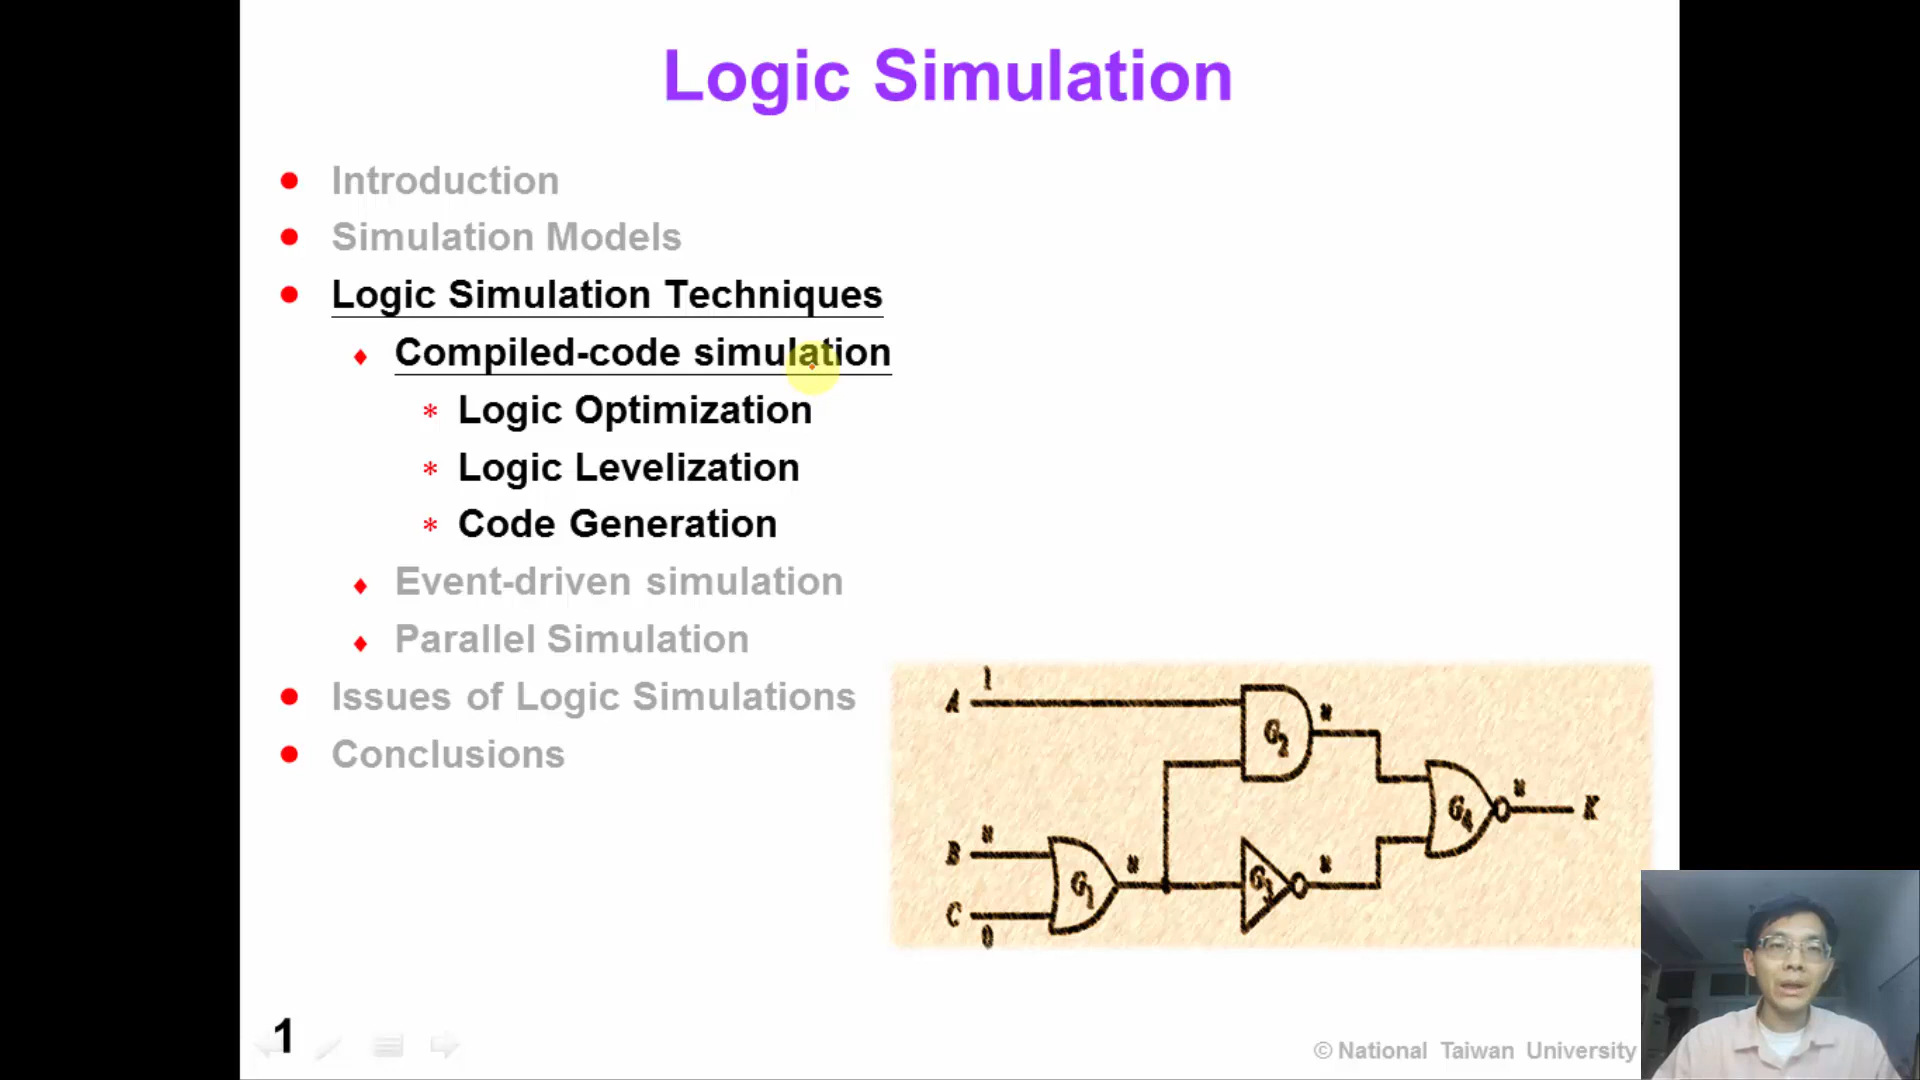 Logic Simulation
Introduction
Simulation Models
Logic Simulation Techniques
Compiled-code simulation
Logic Optimization
Logic Levelization
Code Generation
Event-driven simulation
Parallel Simulation
Issues of Logic Simulations
Conclusions
1
A
G2
u
u
G4
K
B
u
u
G1
G3
u
C
0
1
© National Taiwan University